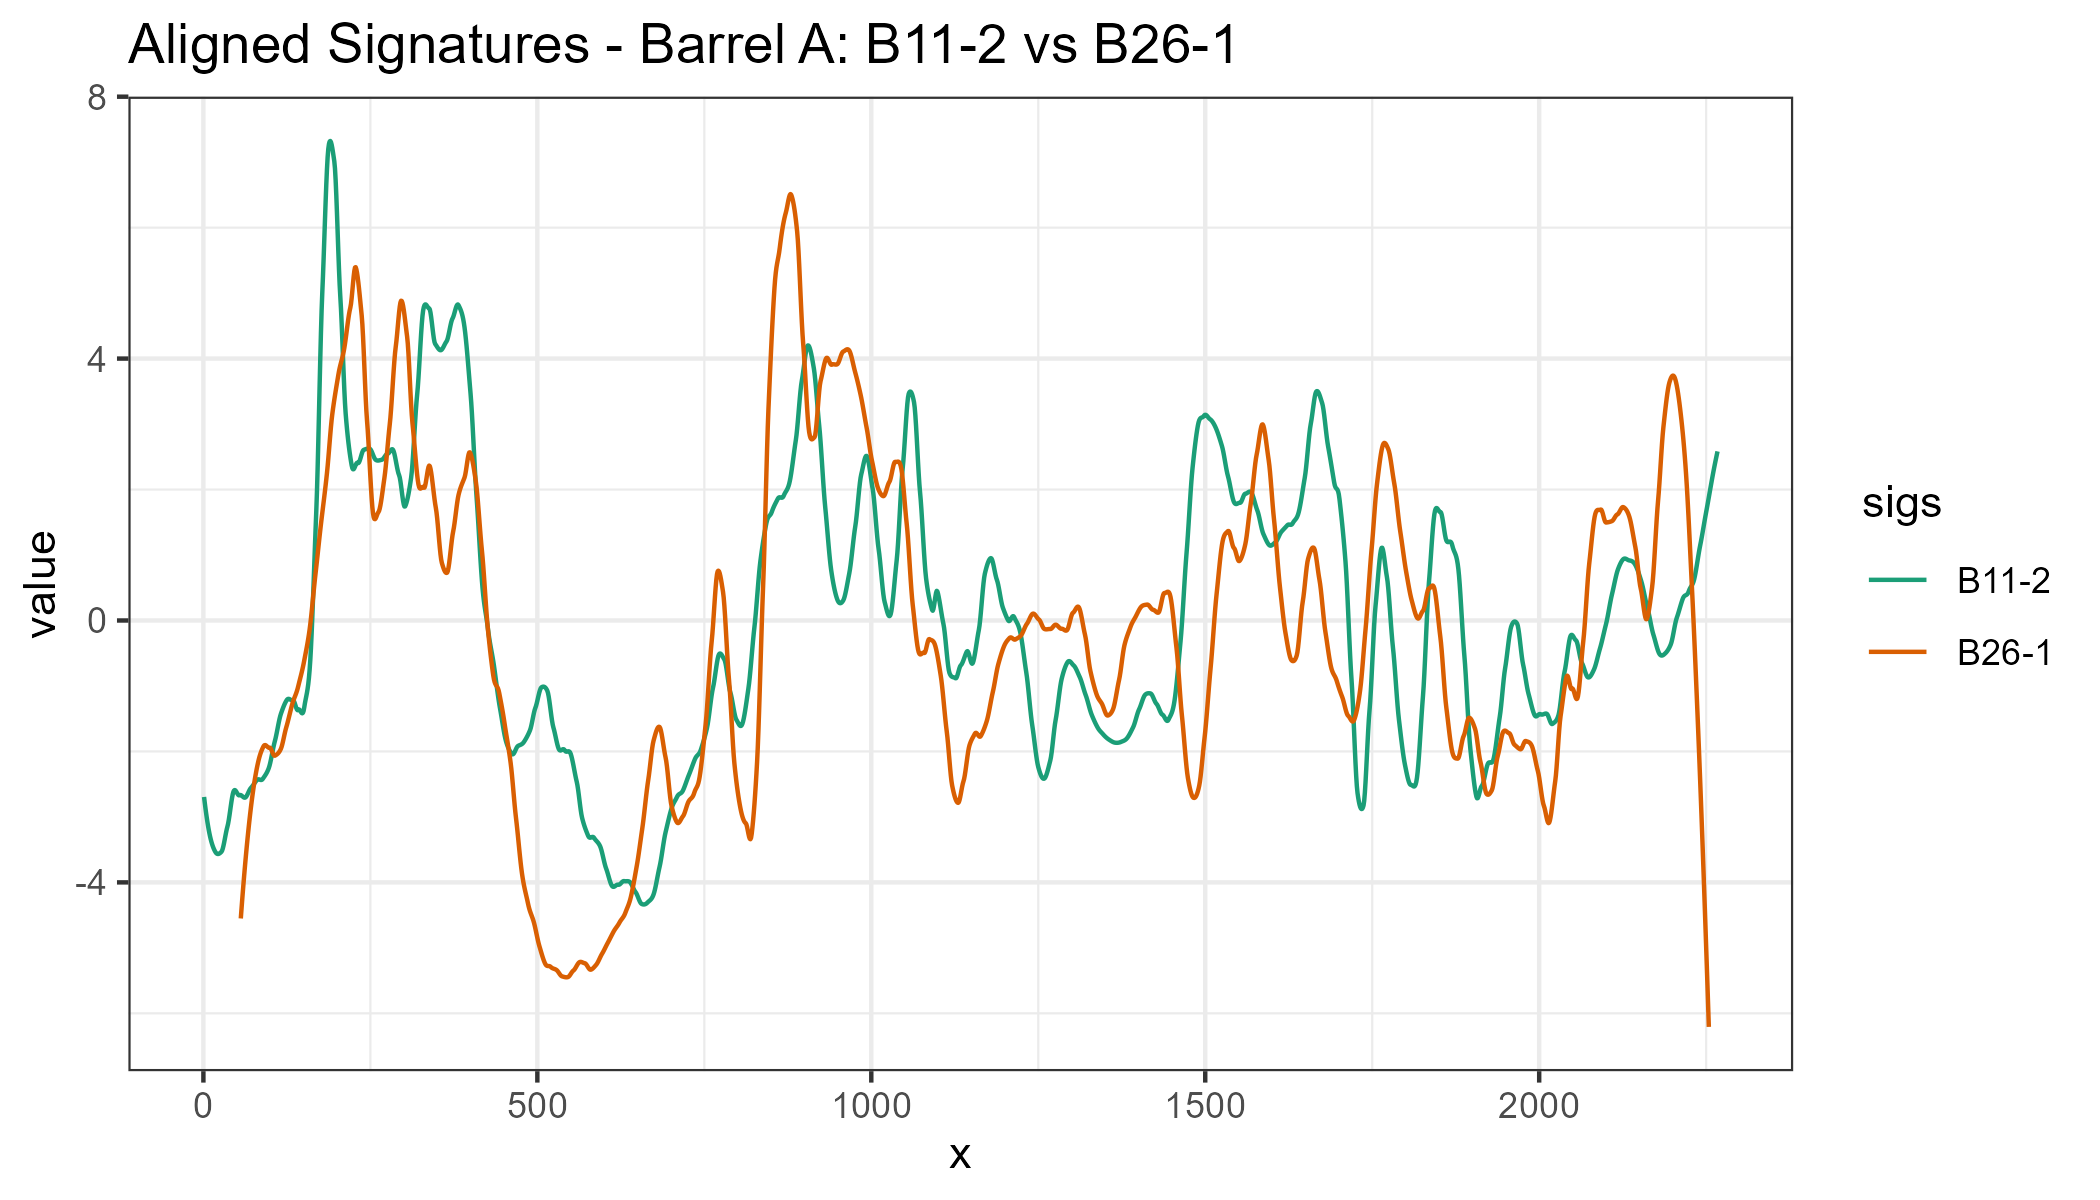 Aligned Signatures - Barrel A: B11-2 vs B26-1
8
4
0
-4
value
0 500 1000 1500 2000
x
sigs
B11-2
B26-1